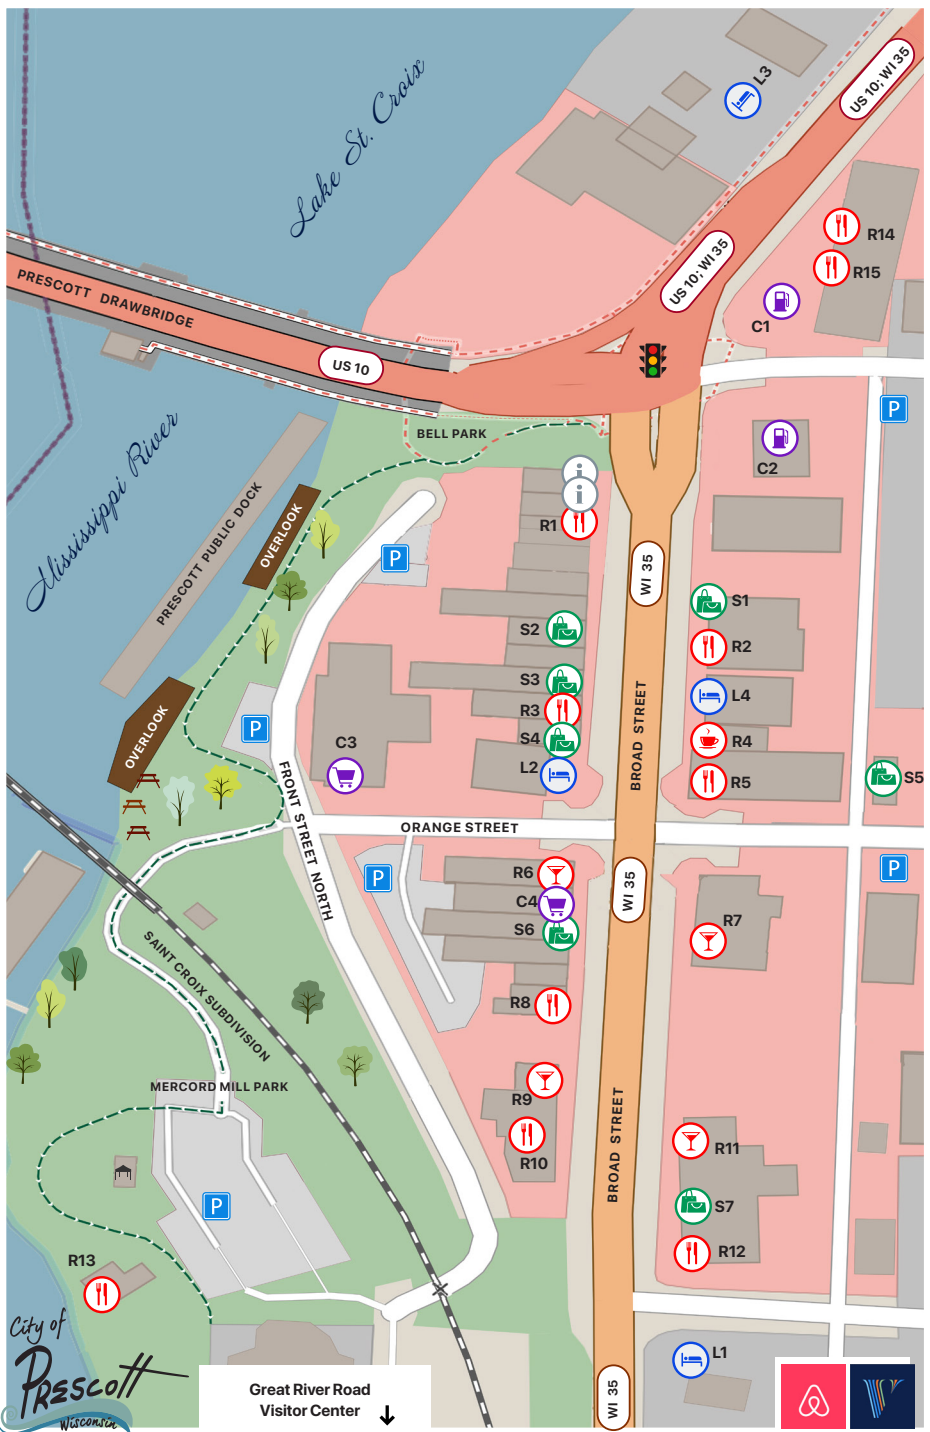 Lake St. Croix
L3
US 10; WI 35
R14
R15
US 10; WI 35
C1
PRESCOTT DRAWBRIDGE
US 10
P
BELL PARK
C2
Mississippi River
i
i
R1
PRESCOTT PUBLIC DOCK
OVERLOOK
P
WI 35
S1
S2
R2
S3
L4
R3
BROAD STREET
OVERLOOK
P
C3
S4
R4
L2
R5
S5
FRONT STREET NORTH
ORANGE STREET
P
R6
P
C4
WI 35
S6
R7
SAINT CROIX SUBDIVISION
R8
MERCORD MILL PARK
R9
BROAD STREET
R10
R11
P
S7
R12
R13
City of
PRESCOTT
Wisconsin
L1
Great River Road
Visitor Center
WI 35